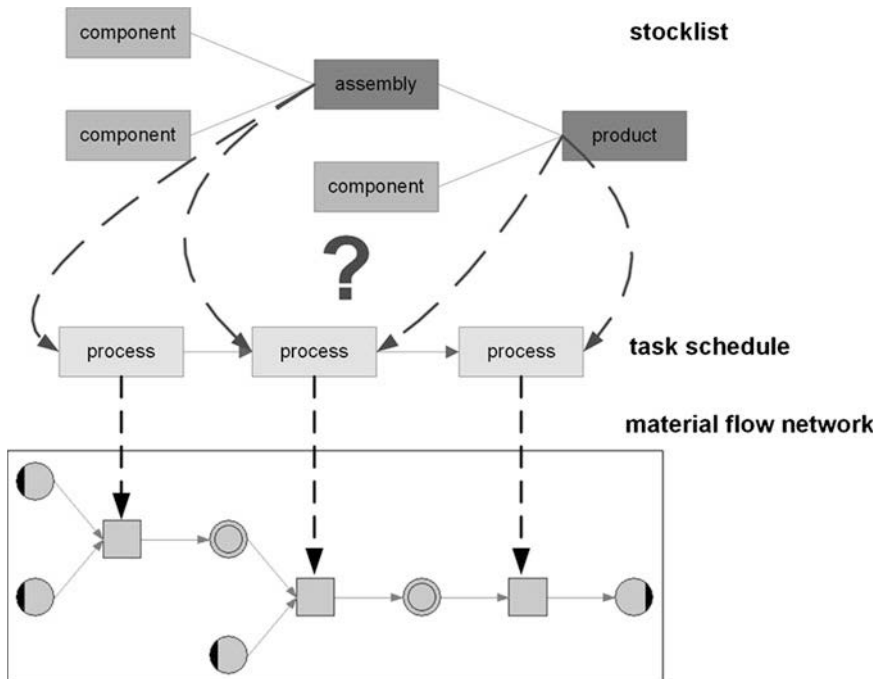 component
stocklist
assembly
component
product
component
?
process
process
process
task schedule
material flow network